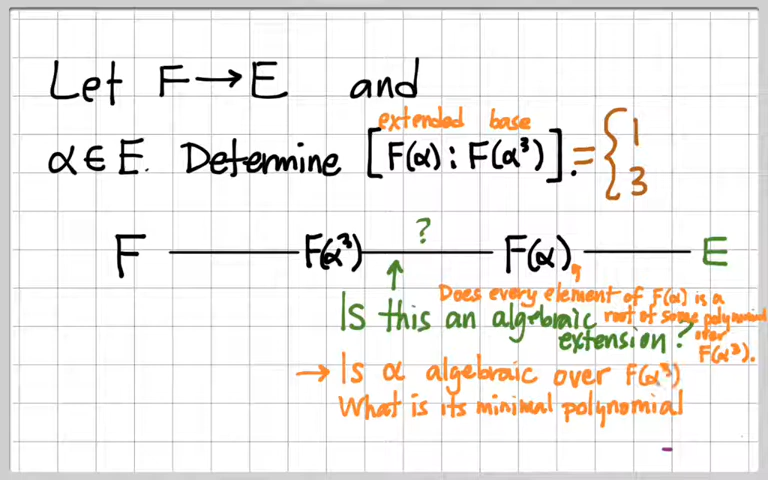 Let F → E and
extended base
α ∈ E. Determine [F(α) : F(α³)]. = { 1
3
?
F F(α³) F(α) E
Does every element of F(α) is a
Is this an algebraic root of some polynomial
extension? over
F(α³).
→ Is α algebraic over F(α³)
What is its minimal polynomial